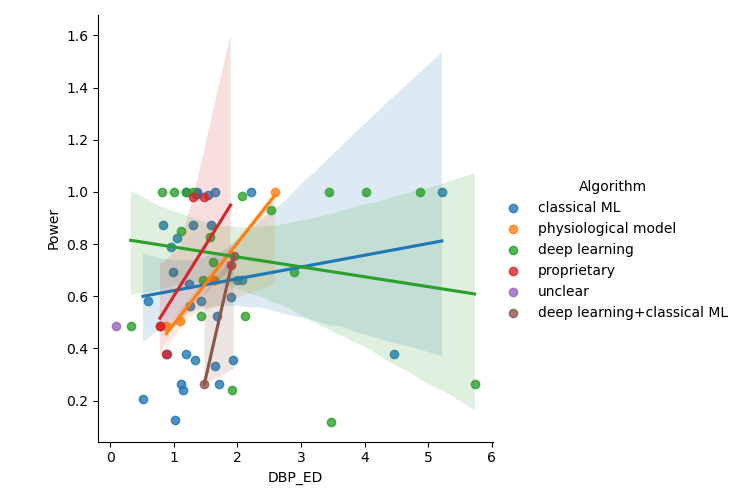 1.6
1.4
1.2
1.0
0.8
0.6
0.4
0.2
Power
0 1 2 3 4 5 6
DBP_ED
Algorithm
classical ML
physiological model
deep learning
proprietary
unclear
deep learning+classical ML